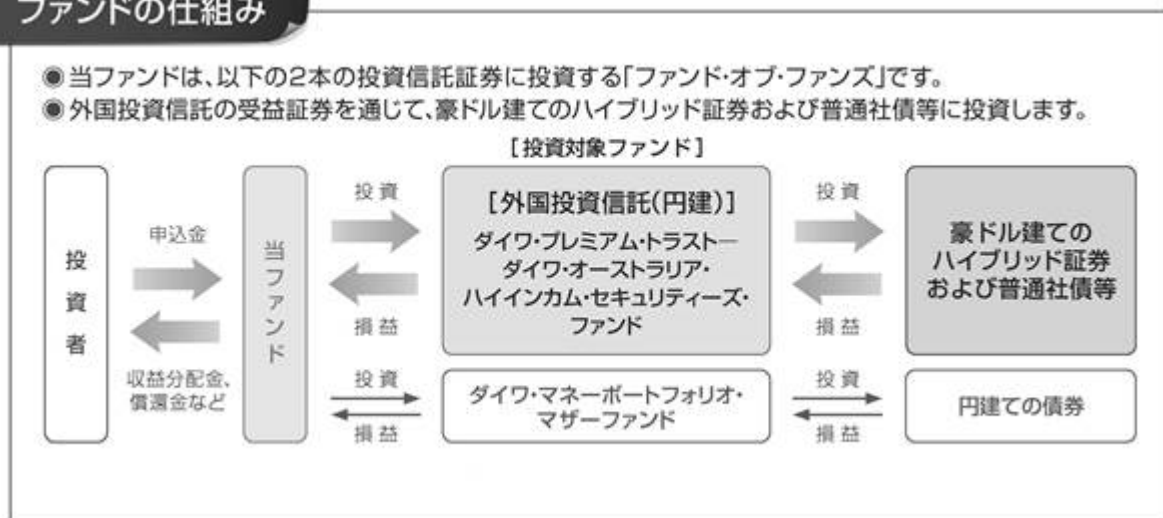 ファンドの仕組み
◉当ファンドは、以下の2本の投資信託証券に投資する「ファンド・オブ・ファンズ」です。
◉外国投資信託の受益証券を通じて、豪ドル建てのハイブリッド証券および普通社債等に投資します。
[投資対象ファンド]
投資者
申込金
収益分配金、
償還金など
当ファンド
投資
損益
[外国投資信託(円建)]
ダイワ・プレミアム・トラスト―
ダイワ・オーストラリア・
ハイインカム・セキュリティーズ・
ファンド
投資
損益
豪ドル建ての
ハイブリッド証券
および普通社債等
投資
損益
ダイワ・マネーポートフォリオ・
マザーファンド
投資
損益
円建ての債券